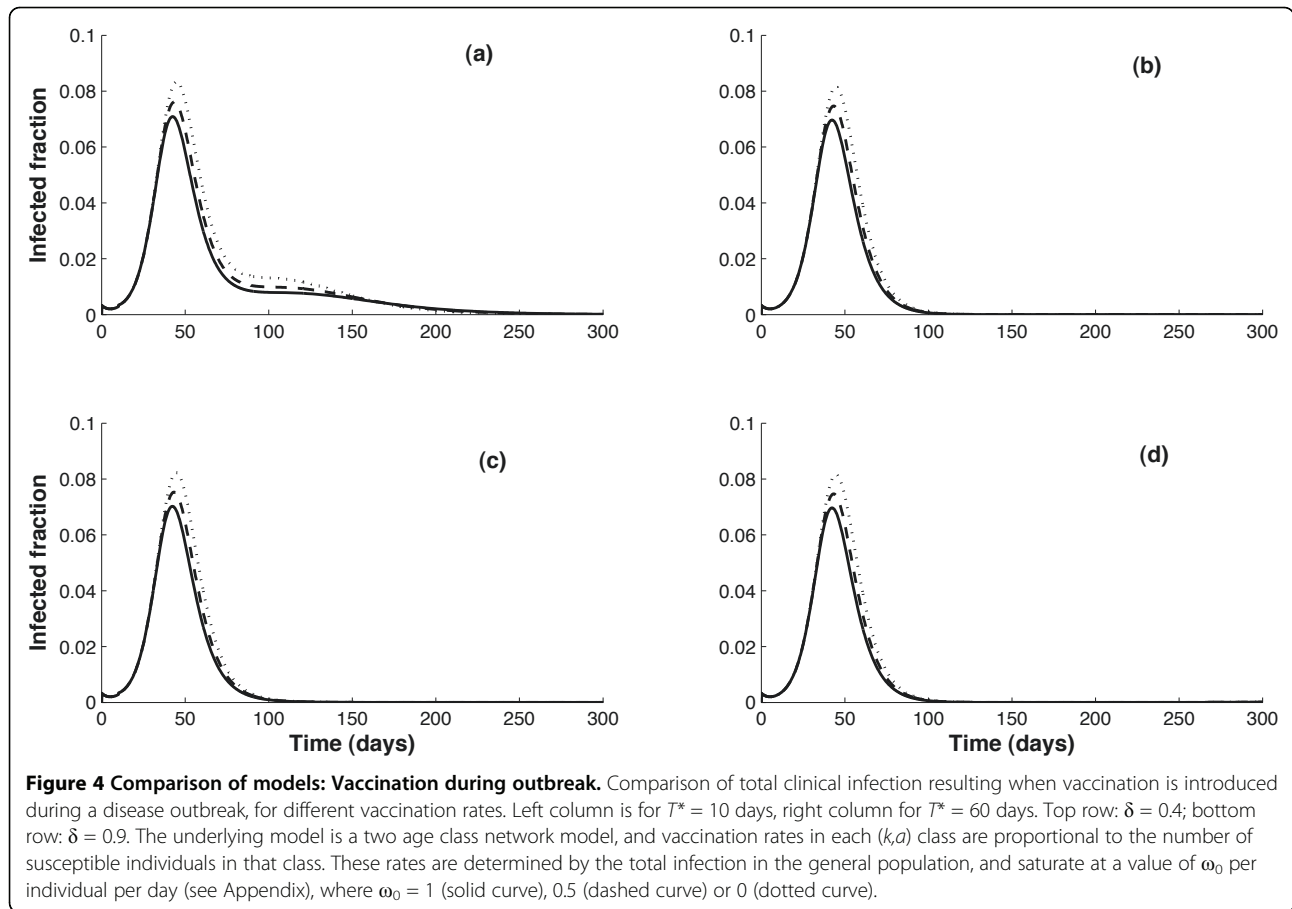 0.1
0.08
0.06
0.04
0.02
0
Infected fraction
0 50 100 150 200 250 300
(a)
0.1
0.08
0.06
0.04
0.02
0
0 50 100 150 200 250 300
(b)
0.1
0.08
0.06
0.04
0.02
0
Infected fraction
0 50 100 150 200 250 300
Time (days)
(c)
0.1
0.08
0.06
0.04
0.02
0
0 50 100 150 200 250 300
Time (days)
(d)
Figure 4 Comparison of models: Vaccination during outbreak. Comparison of total clinical infection resulting when vaccination is introduced
during a disease outbreak, for different vaccination rates. Left column is for T* = 10 days, right column for T* = 60 days. Top row: δ = 0.4; bottom
row: δ = 0.9. The underlying model is a two age class network model, and vaccination rates in each (k,a) class are proportional to the number of
susceptible individuals in that class. These rates are determined by the total infection in the general population, and saturate at a value of ω₀ per
individual per day (see Appendix), where ω₀ = 1 (solid curve), 0.5 (dashed curve) or 0 (dotted curve).